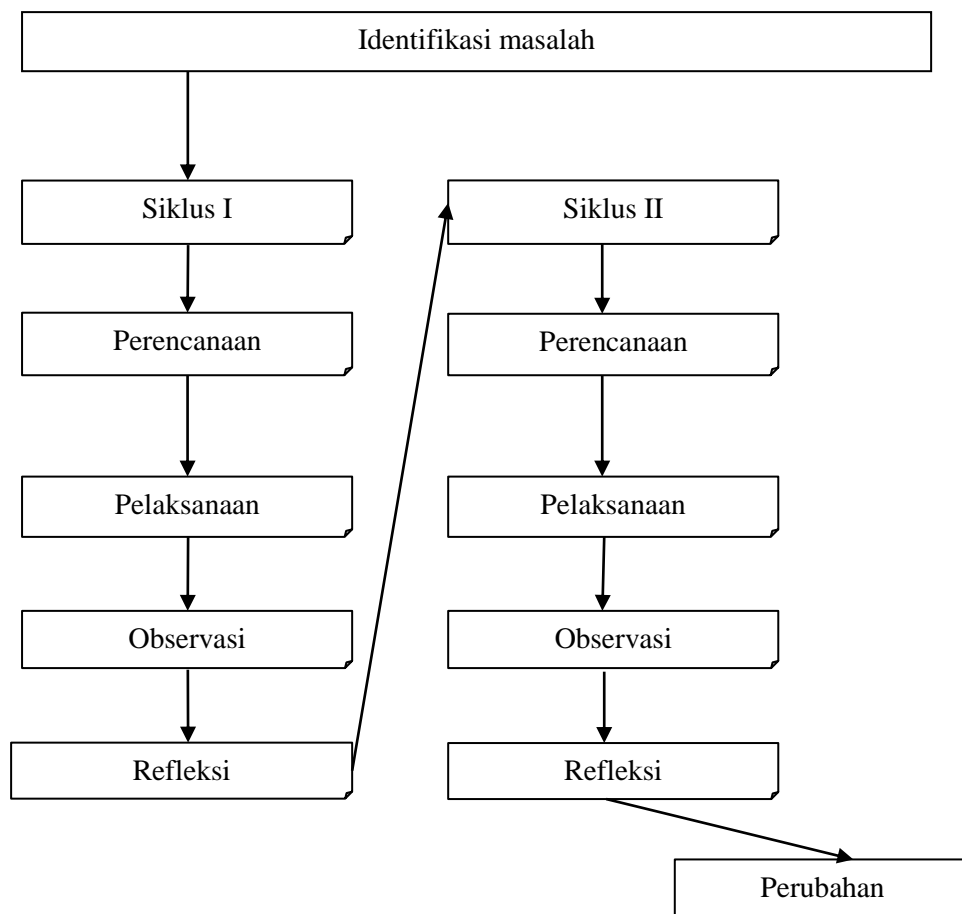 Identifikasi masalah
Siklus I
Perencanaan
Pelaksanaan
Observasi
Refleksi
Siklus II
Perencanaan
Pelaksanaan
Observasi
Refleksi
Perubahan